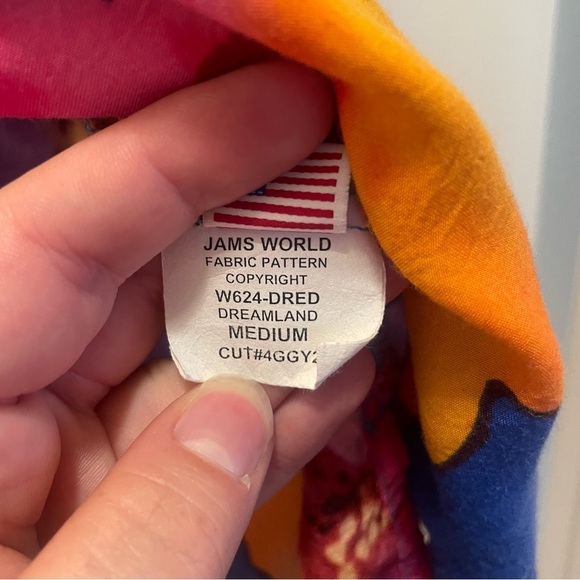 JAMS WORLD
FABRIC PATTERN
COPYRIGHT
W624-DRED
DREAMLAND
MEDIUM
CUT#4GGY2